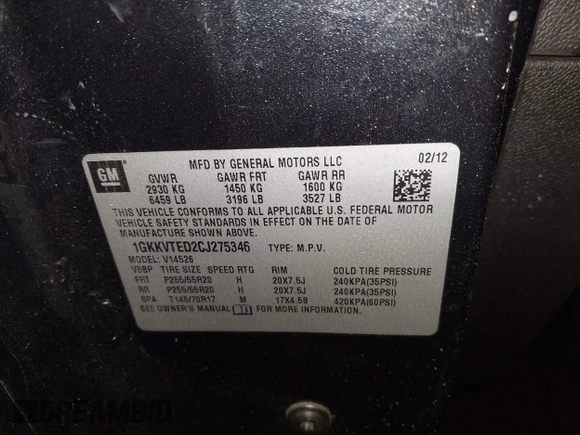 GM
MFD BY GENERAL MOTORS LLC 02/12
GVWR GAWR FRT GAWR RR
2930 KG 1450 KG 1600 KG
6459 LB 3196 LB 3527 LB
THIS VEHICLE CONFORMS TO ALL APPLICABLE U.S. FEDERAL MOTOR
VEHICLE SAFETY STANDARDS IN EFFECT ON THE DATE OF
MANUFACTURE SHOWN ABOVE.
1GKKVTED2CJ275346 TYPE: M.P.V.
MODEL: V14526
VBBP TIRE SIZE SPEED RTG RIM COLD TIRE PRESSURE
FRT P255/55R20 H 20X7.5J 240KPA(35PSI)
RR P255/55R20 H 20X7.5J 240KPA(35PSI)
SPA T145/70R17 M 17X4.5B 420KPA(60PSI)
SEE OWNER'S MANUAL FOR ADDITIONAL INFORMATION.
DREAMBID